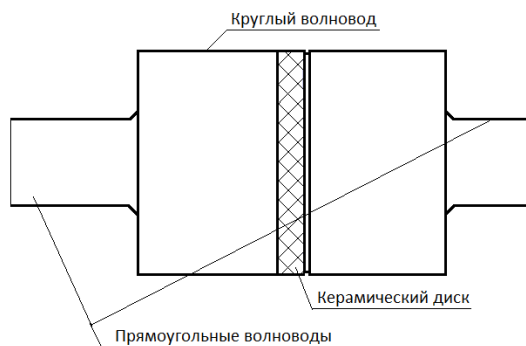 Круглый волновод
Керамический диск
Прямоугольные волноводы